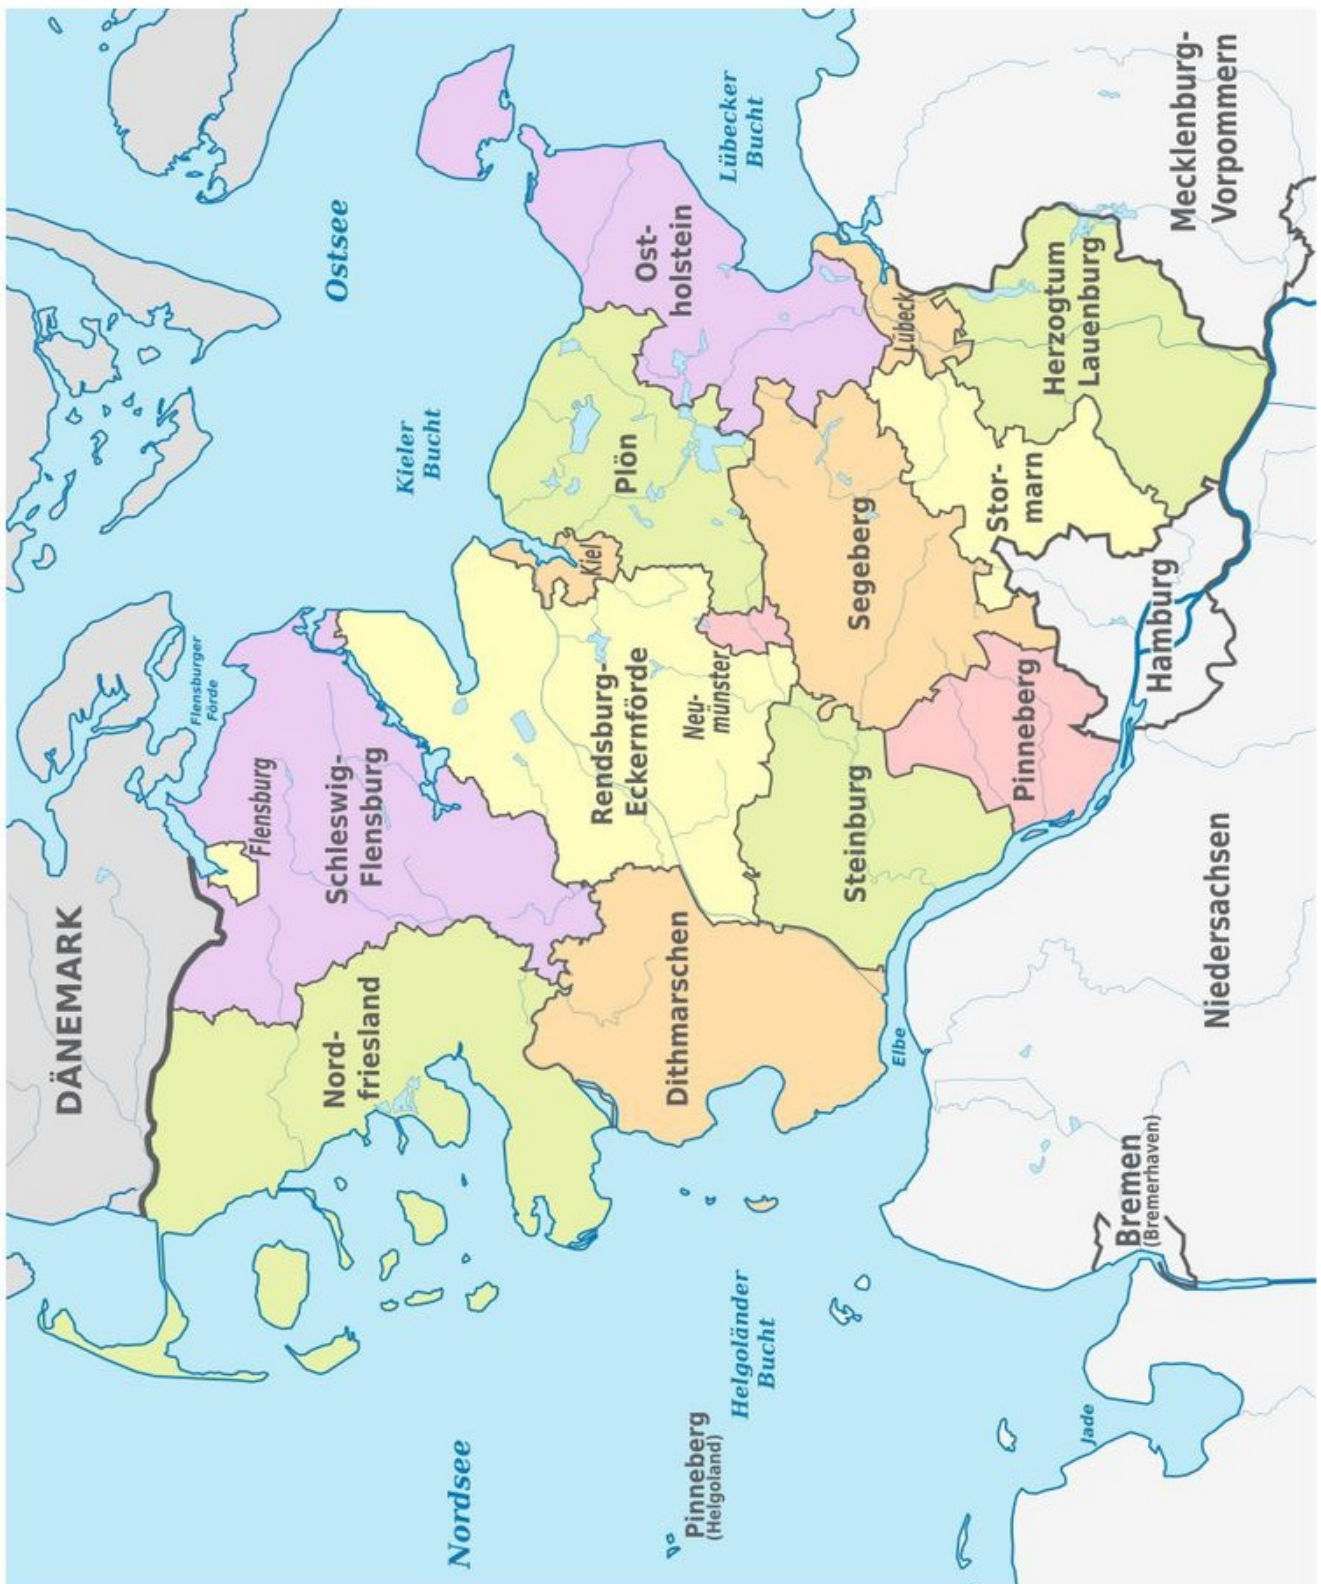 DÄNEMARK
Flensburger
Förde
Flensburg
Ostsee
Nord-
friesland
Schleswig-
Flensburg
Kieler
Bucht
Nordsee
Kiel
Rendsburg-
Eckernförde
Plön
Ost-
holstein
Pinneberg
(Helgoland)
Dithmarschen
Neu-
münster
Helgoländer
Bucht
Lübecker
Bucht
Steinburg
Segeberg
Elbe
Lübeck
Pinneberg
Stor-
marn
Herzogtum
Lauenburg
Jade
Bremen
(Bremerhaven)
Hamburg
Niedersachsen
Mecklenburg-
Vorpommern